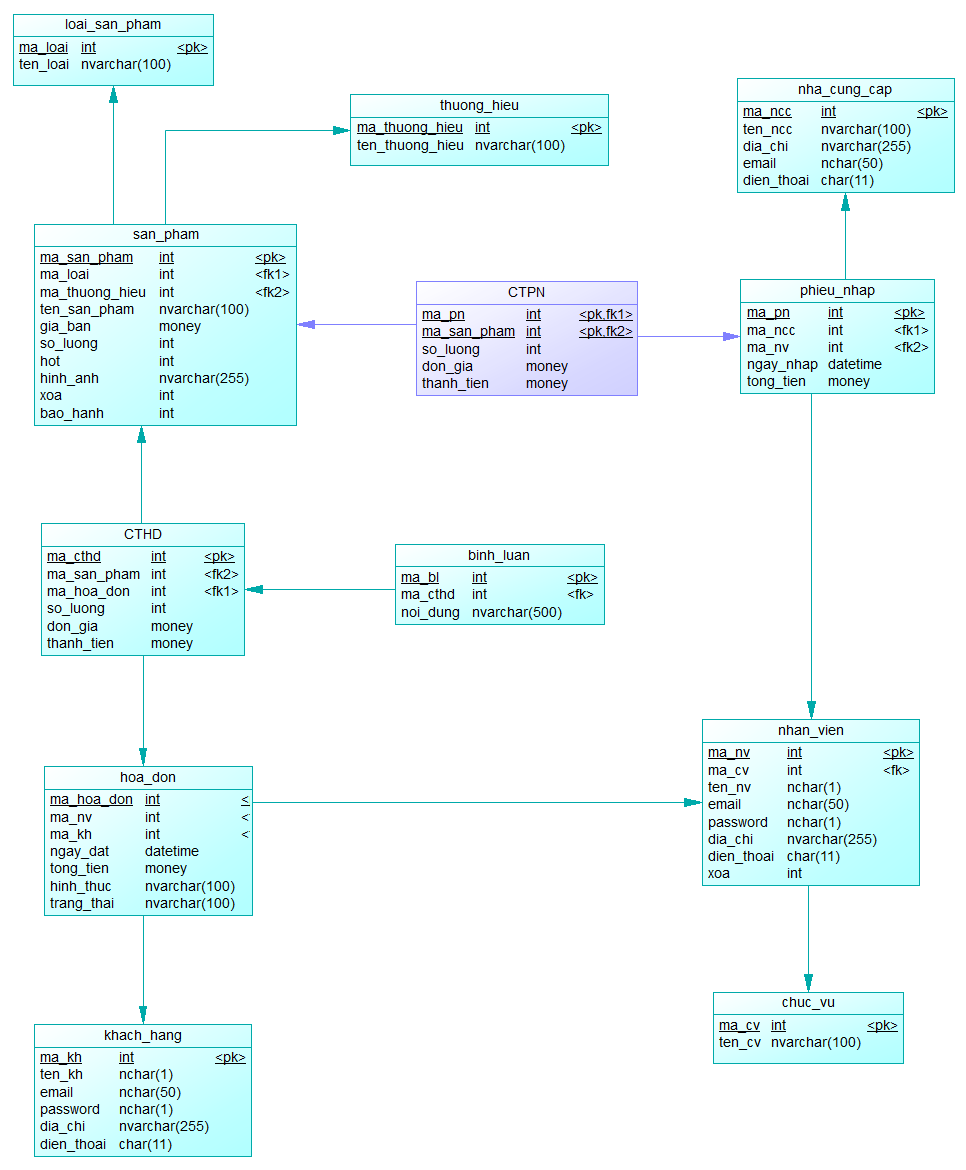 loai_san_pham
ma_loai int <pk>
ten_loai nvarchar(100)
thuong_hieu
ma_thuong_hieu int <pk>
ten_thuong_hieu nvarchar(100)
nha_cung_cap
ma_ncc int <pk>
ten_ncc nvarchar(100)
dia_chi nvarchar(255)
email nchar(50)
dien_thoai char(11)
san_pham
ma_san_pham int <pk>
ma_loai int <fk1>
ma_thuong_hieu int <fk2>
ten_san_pham nvarchar(100)
gia_ban money
so_luong int
hot int
hinh_anh nvarchar(255)
xoa int
bao_hanh int
CTPN
ma_pn int <pk,fk1>
ma_san_pham int <pk,fk2>
so_luong int
don_gia money
thanh_tien money
phieu_nhap
ma_pn int <pk>
ma_ncc int <fk1>
ma_nv int <fk2>
ngay_nhap datetime
tong_tien money
CTHD
ma_cthd int <pk>
ma_san_pham int <fk2>
ma_hoa_don int <fk1>
so_luong int
don_gia money
thanh_tien money
binh_luan
ma_bl int <pk>
ma_cthd int <fk>
noi_dung nvarchar(500)
hoa_don
ma_hoa_don int <
ma_nv int <
ma_kh int <
ngay_dat datetime
tong_tien money
hinh_thuc nvarchar(100)
trang_thai nvarchar(100)
nhan_vien
ma_nv int <pk>
ma_cv int <fk>
ten_nv nchar(1)
email nchar(50)
password nchar(1)
dia_chi nvarchar(255)
dien_thoai char(11)
xoa int
khach_hang
ma_kh int <pk>
ten_kh nchar(1)
email nchar(50)
password nchar(1)
dia_chi nvarchar(255)
dien_thoai char(11)
chuc_vu
ma_cv int <pk>
ten_cv nvarchar(100)